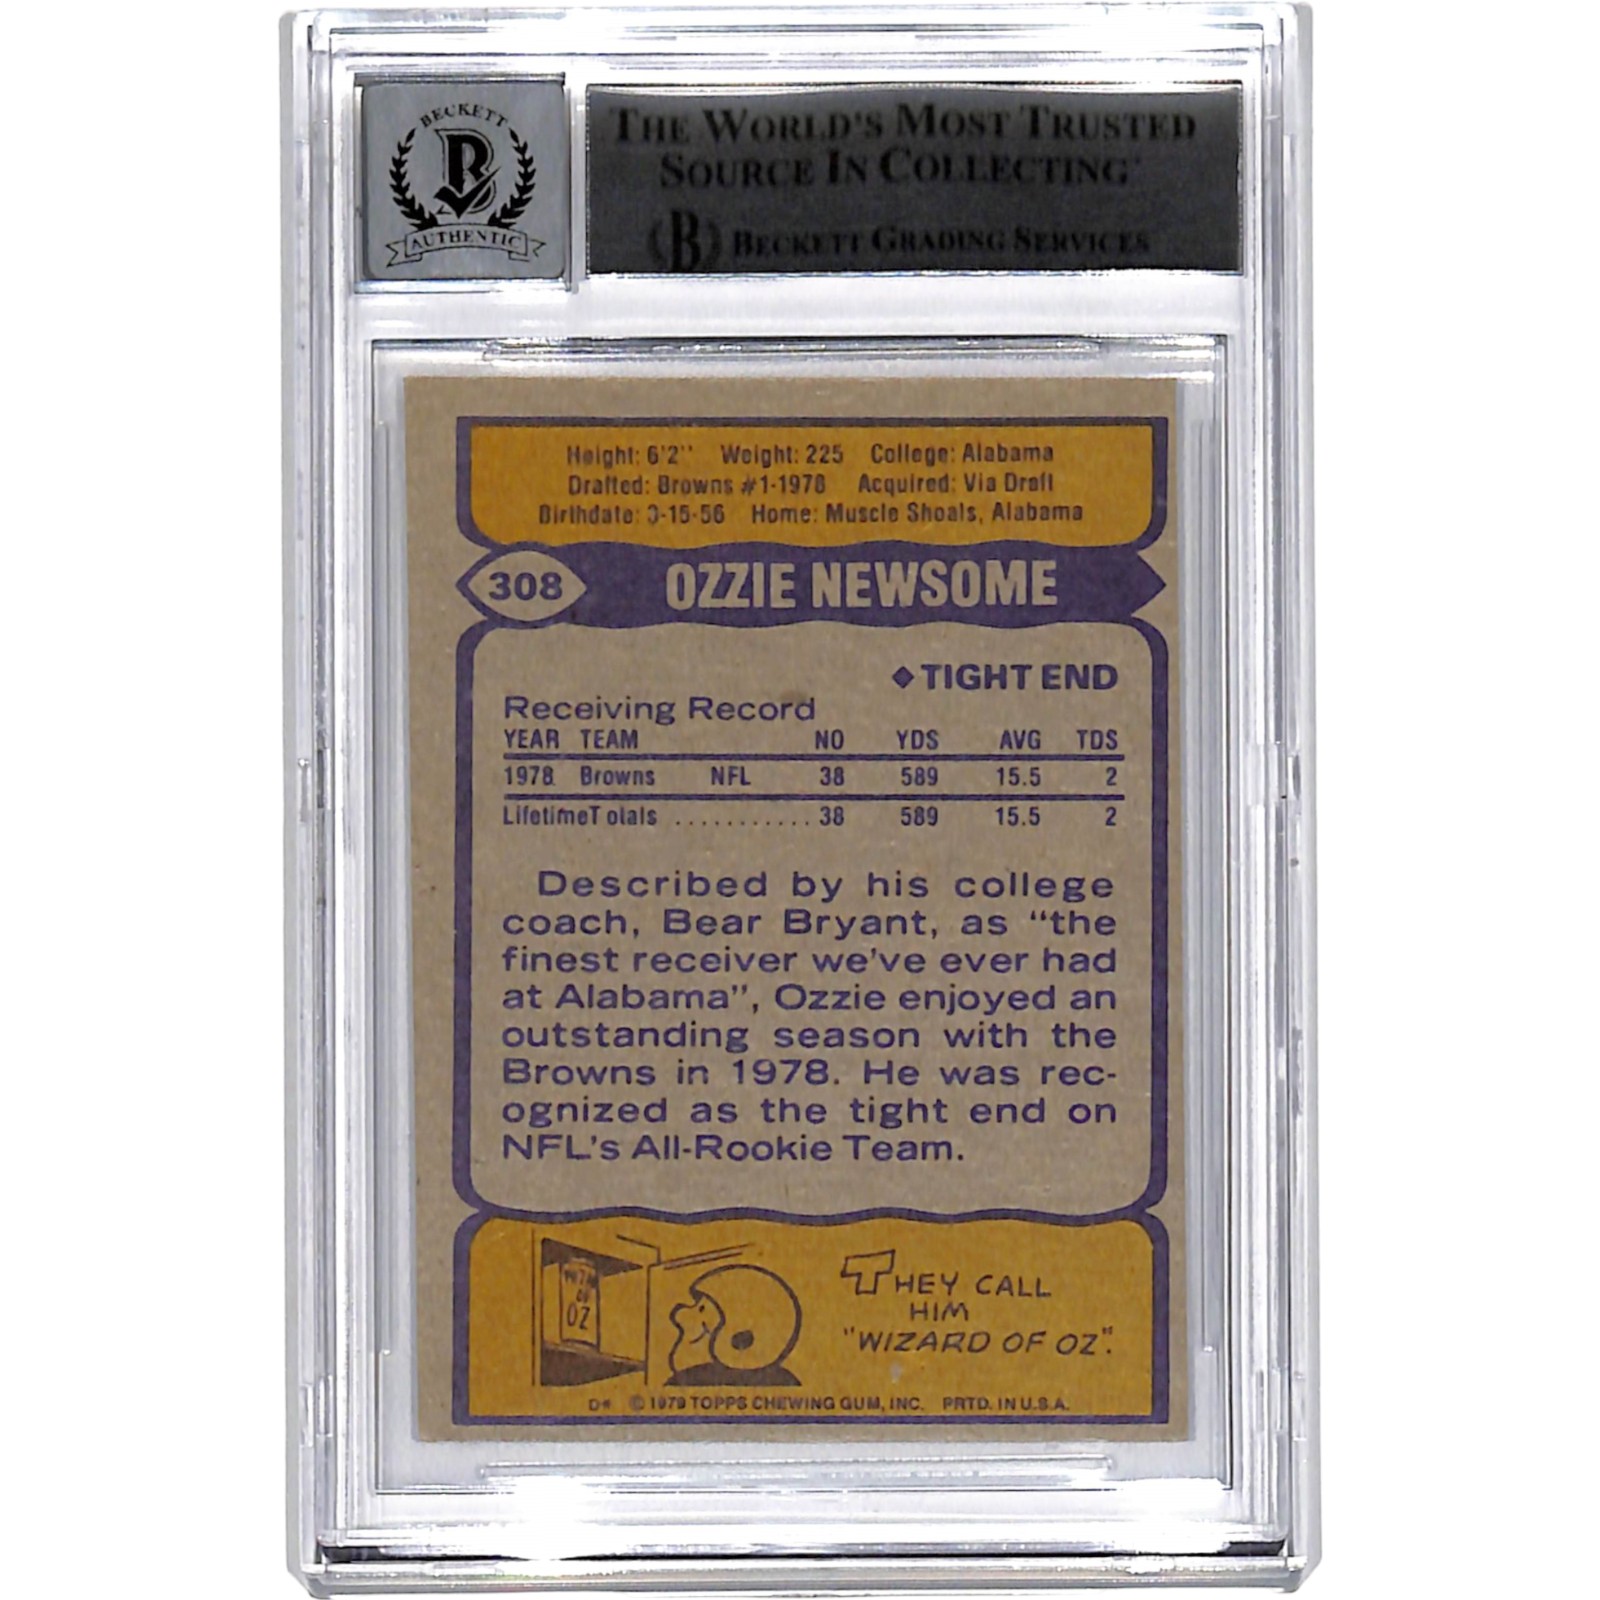 BECKETT
B
AUTHENTIC
THE WORLD'S MOST TRUSTED
SOURCE IN COLLECTING
(B) BECKETT GRADING SERVICES
Height: 6'2" Weight: 225 College: Alabama
Drafted: Browns #1-1978 Acquired: Via Draft
Birthdate: 3-15-56 Home: Muscle Shoals, Alabama
308 OZZIE NEWSOME
◆TIGHT END
Receiving Record
YEAR TEAM NO YDS AVG TDS
1978 Browns NFL 38 589 15.5 2
LifetimeTotals ........... 38 589 15.5 2
Described by his college
coach, Bear Bryant, as "the
finest receiver we've ever had
at Alabama", Ozzie enjoyed an
outstanding season with the
Browns in 1978. He was rec-
ognized as the tight end on
NFL's All-Rookie Team.
OF
OZ
THEY CALL
HIM
"WIZARD OF OZ".
D* © 1979 TOPPS CHEWING GUM, INC. PRTD. IN U.S.A.